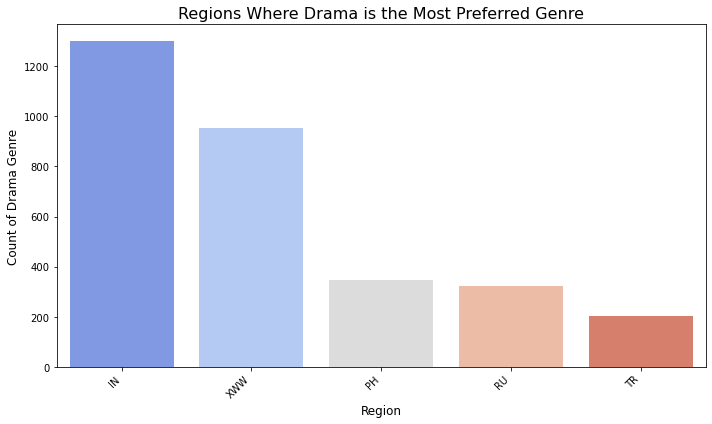 Regions Where Drama is the Most Preferred Genre
Count of Drama Genre
1200
1000
800
600
400
200
0
IN
XWW
PH
RU
TR
Region